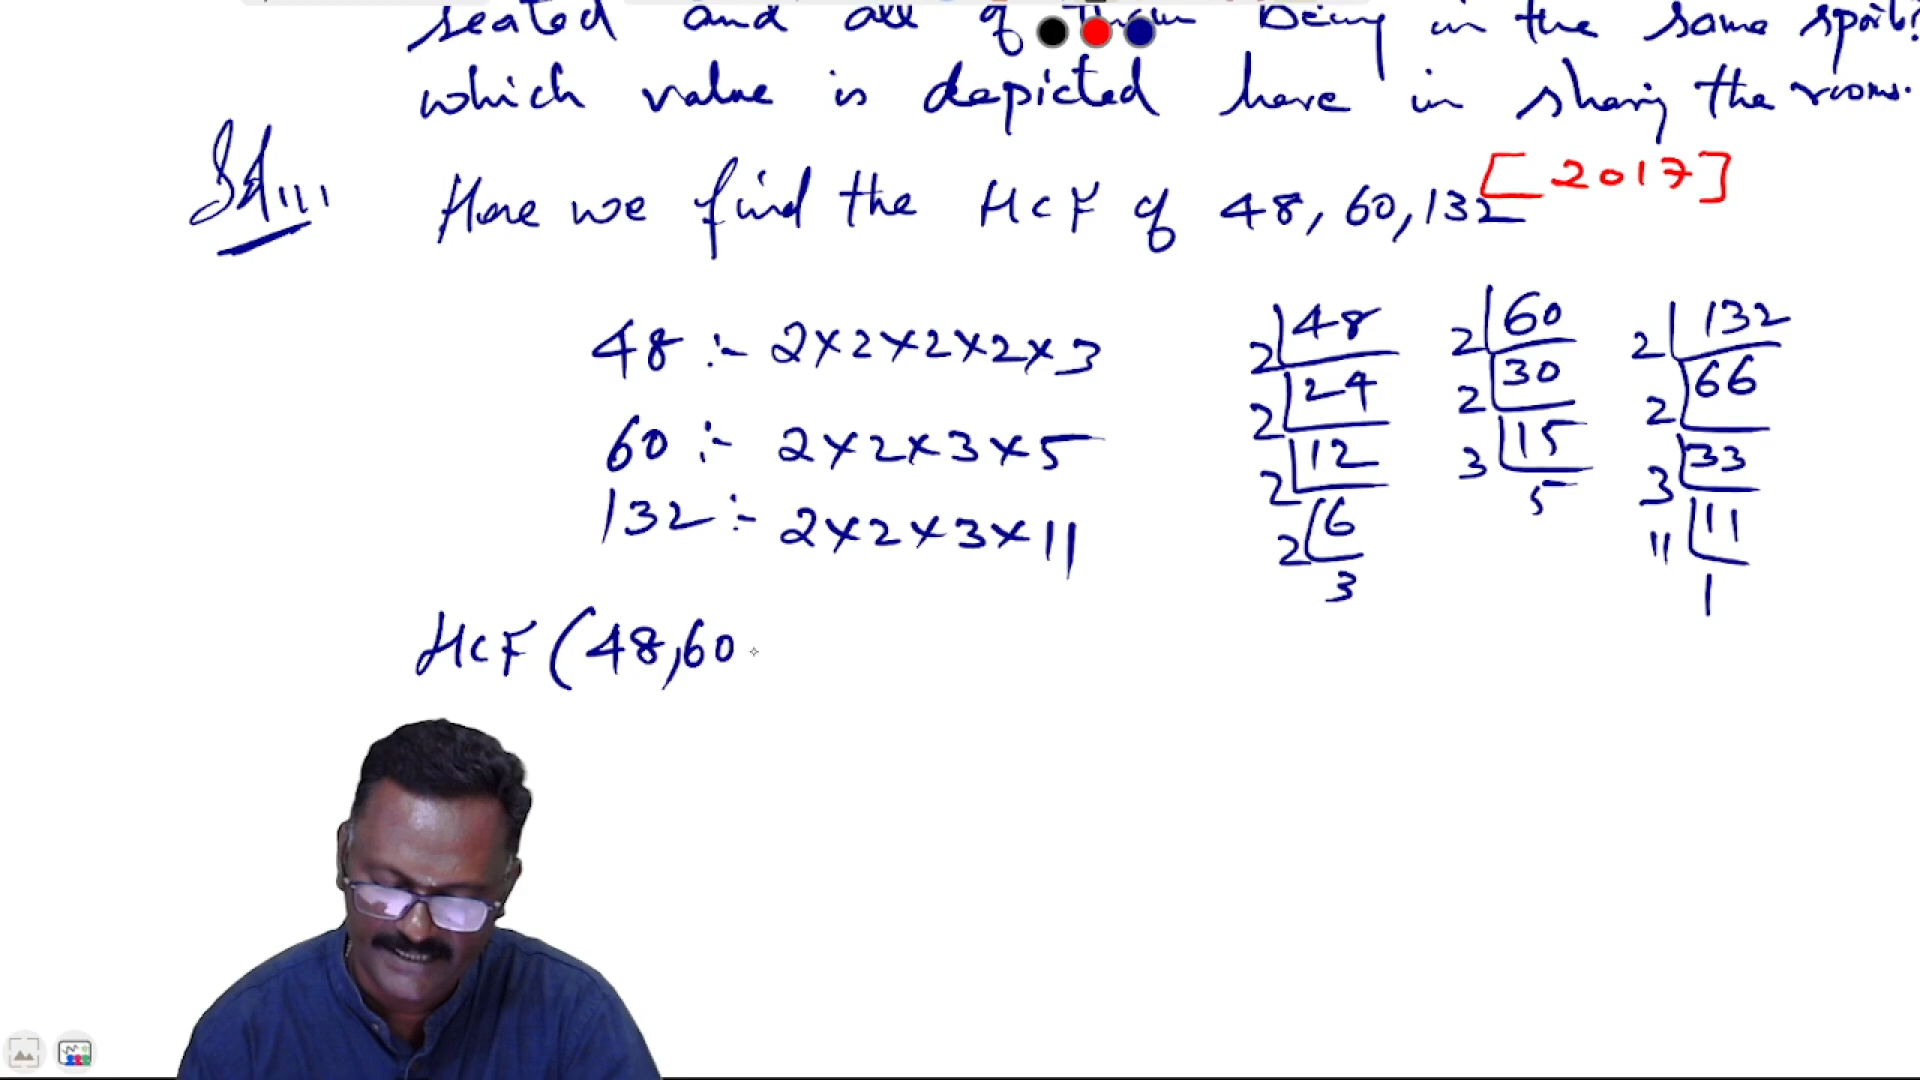 seated and all of them being in the same sport?
which value is depicted here in sharing the rooms.
[2017]
Sol///
Here we find the HCF of 48, 60, 132
48 :- 2×2×2×2×3
60 :- 2×2×3×5
132 :- 2×2×3×11
2 48
2 24
2 12
2 6
3
2 60
2 30
3 15
5
2 132
2 66
3 33
11 11
1
HCF (48,60